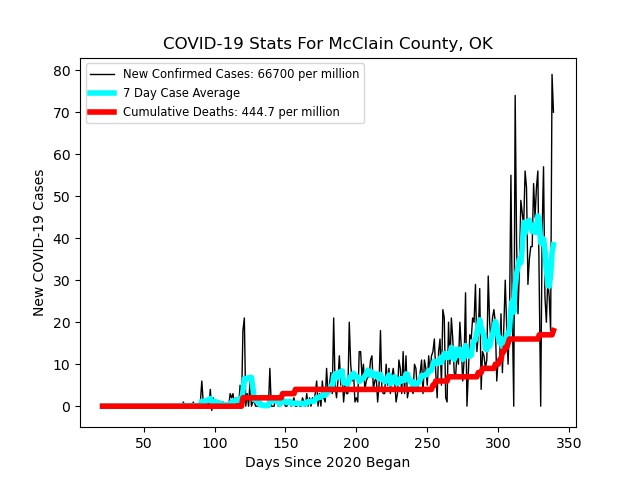 COVID-19 Stats For McClain County, OK
New Confirmed Cases: 66700 per million
7 Day Case Average
Cumulative Deaths: 444.7 per million
New COVID-19 Cases
80
70
60
50
40
30
20
10
0
50 100 150 200 250 300 350
Days Since 2020 Began